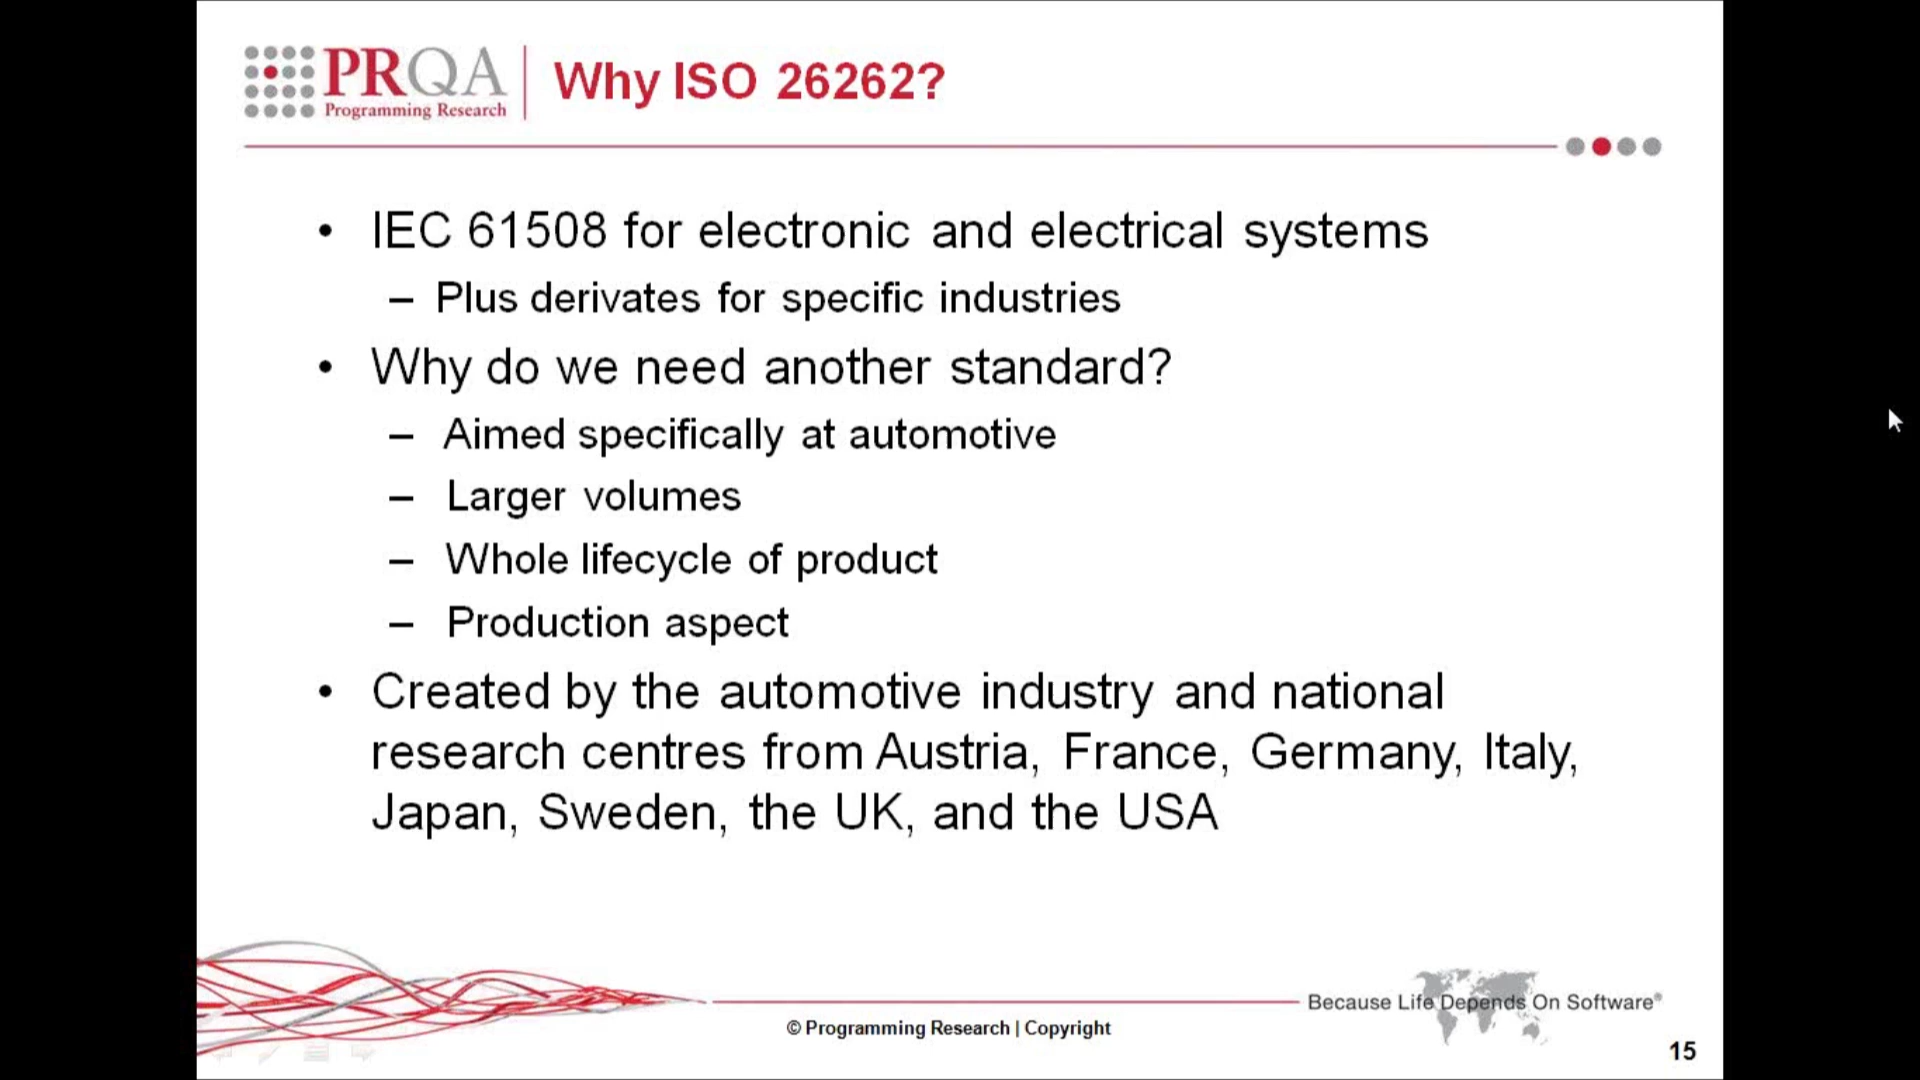 PRQA
Programming Research
Why ISO 26262?
• IEC 61508 for electronic and electrical systems
– Plus derivates for specific industries
• Why do we need another standard?
– Aimed specifically at automotive
– Larger volumes
– Whole lifecycle of product
– Production aspect
• Created by the automotive industry and national
research centres from Austria, France, Germany, Italy,
Japan, Sweden, the UK, and the USA
Because Life Depends On Software®
© Programming Research | Copyright
15